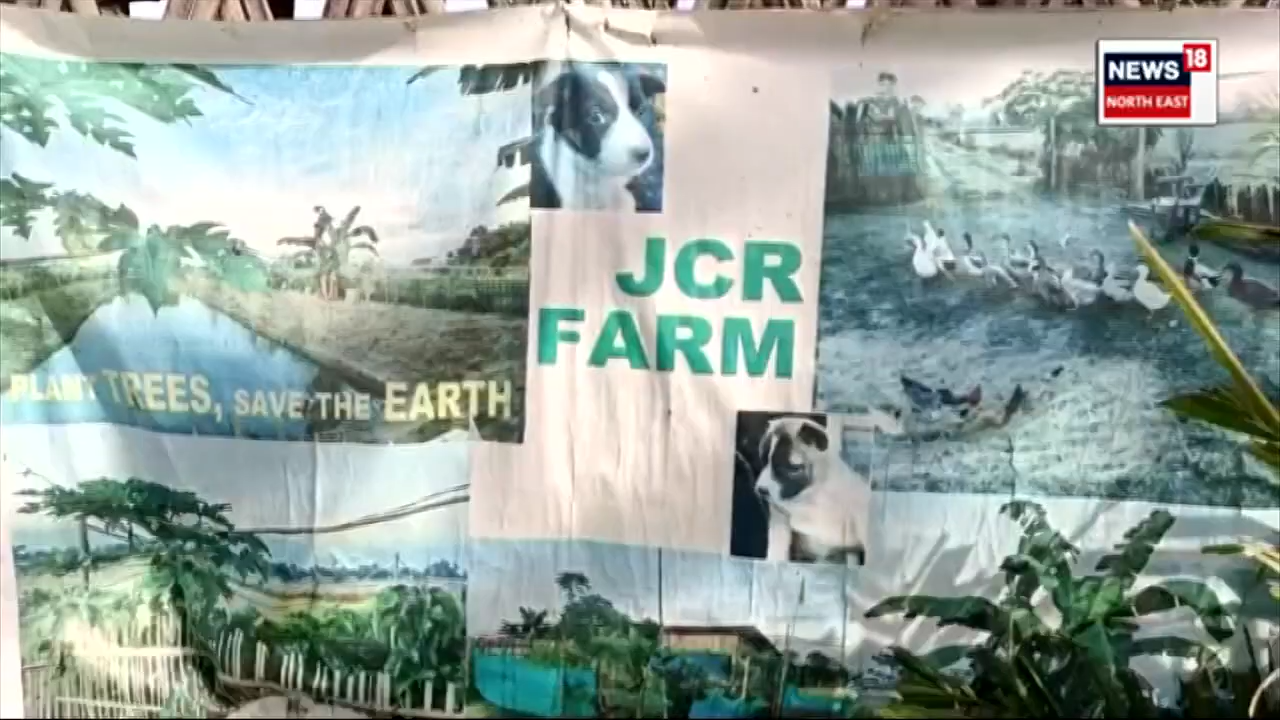 NEWS 18
NORTH EAST
JCR
FARM
PLANT TREES, SAVE THE EARTH